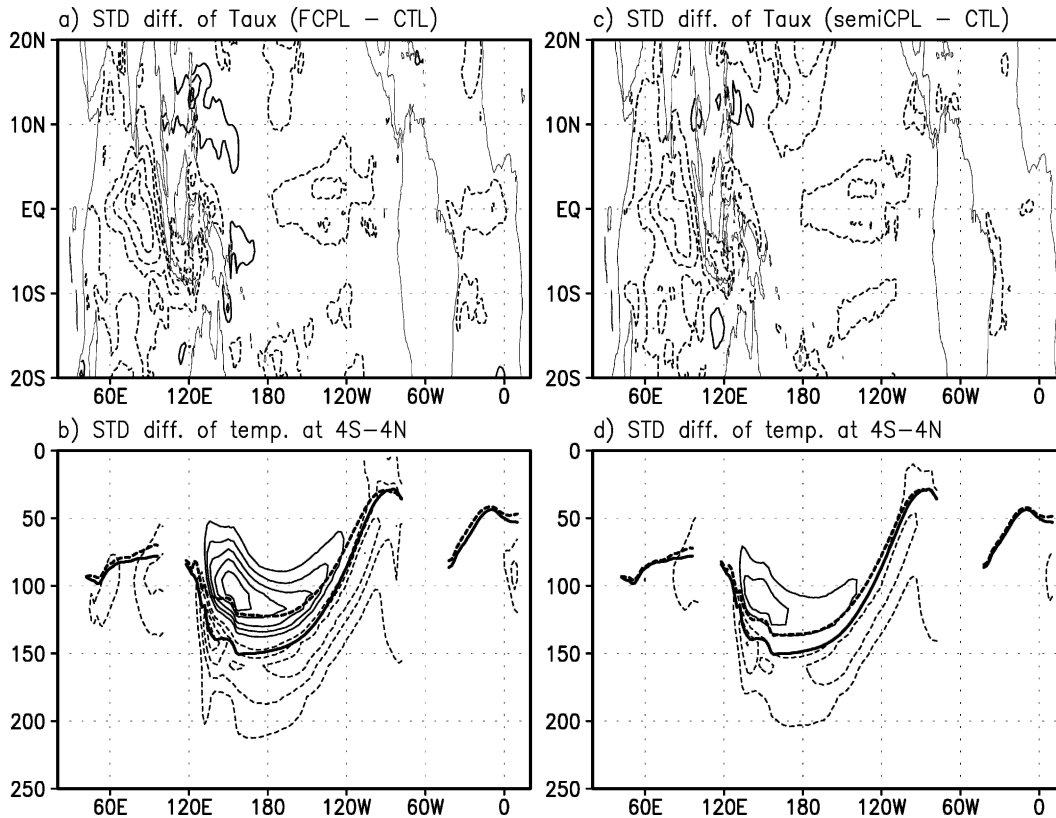 a) STD diff. of Taux (FCPL – CTL)
20N
10N
EQ
10S
20S
60E 120E 180 120W 60W 0
b) STD diff. of temp. at 4S–4N
0
50
100
150
200
250
60E 120E 180 120W 60W 0
c) STD diff. of Taux (semiCPL – CTL)
20N
10N
EQ
10S
20S
60E 120E 180 120W 60W 0
d) STD diff. of temp. at 4S–4N
0
50
100
150
200
250
60E 120E 180 120W 60W 0